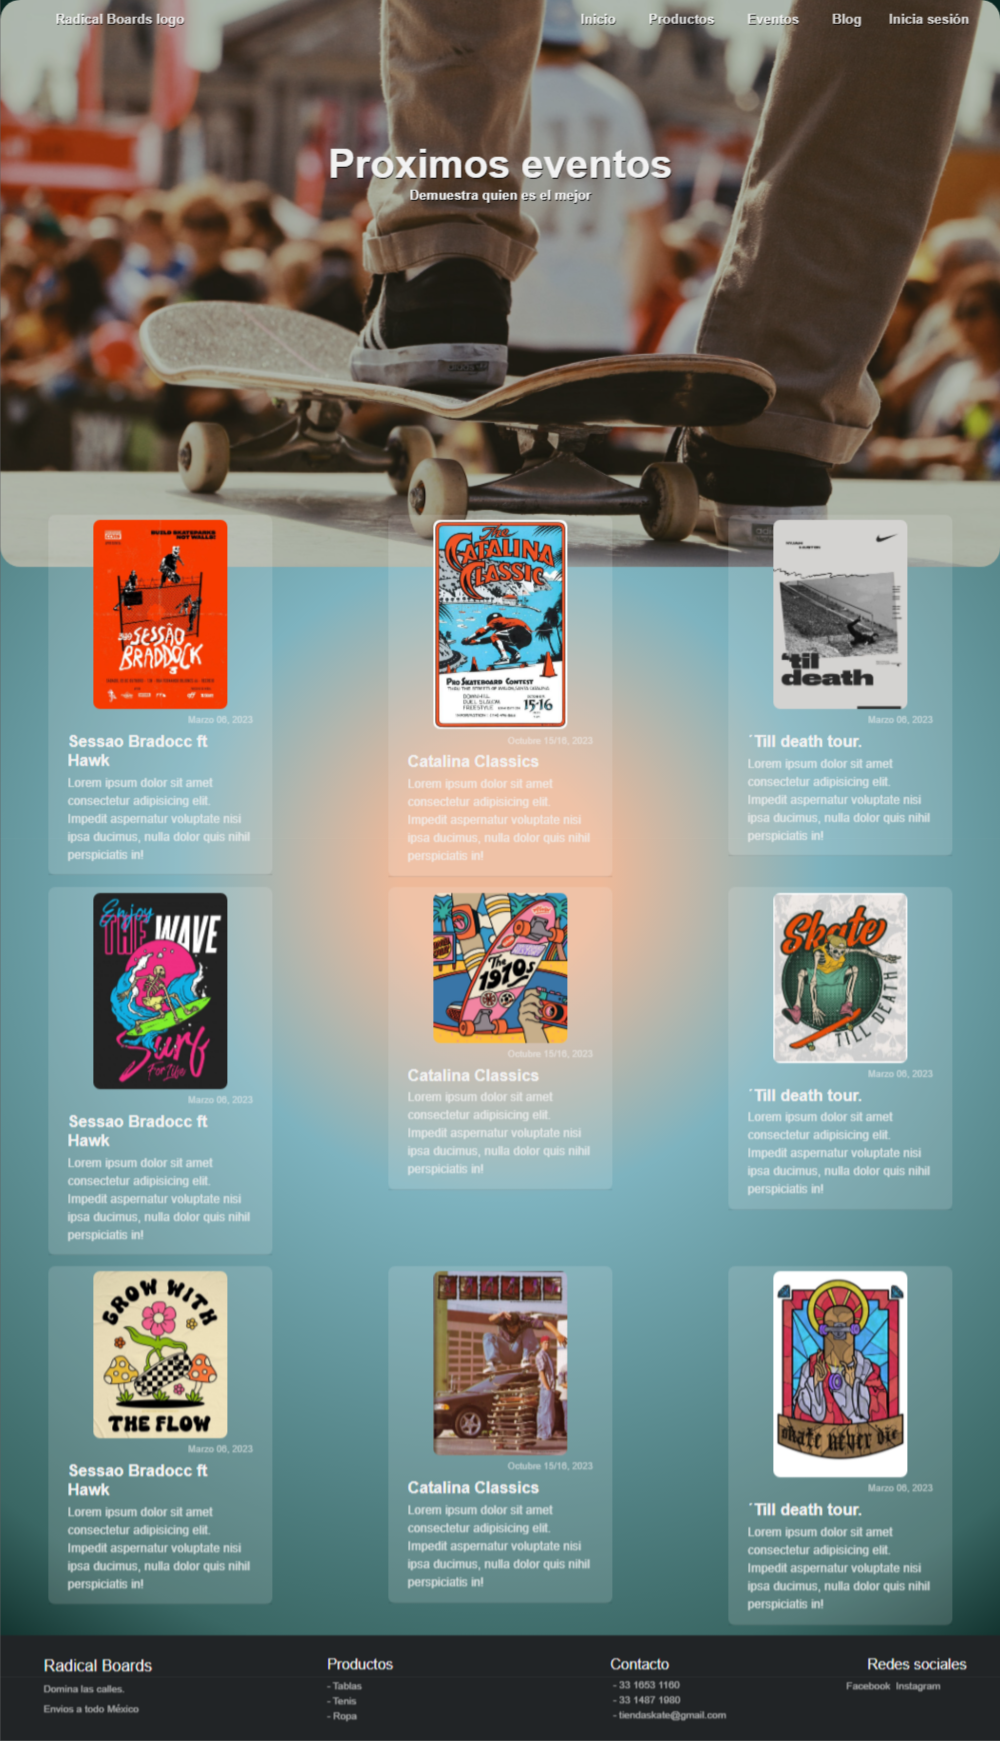 Radical Boards logo
Inicio
Productos
Eventos
Blog
Inicia sesión
Proximos eventos
Demuestra quien es el mejor
SESSÃO
BRADDOCK
3
Marzo 08, 2023
Sessao Bradocc ft
Hawk
Lorem ipsum dolor sit amet
consectetur adipisicing elit.
Impedit aspernatur voluptate nisi
ipsa ducimus, nulla dolor quis nihil
perspiciatis in!
The
CATALINA
CLASSIC
PRO SKATEBOARD CONTEST
DOWNHILL
DUEL SLALOM
FREESTYLE
OCTOBER
15·16
Octubre 15/16, 2023
Catalina Classics
Lorem ipsum dolor sit amet
consectetur adipisicing elit.
Impedit aspernatur voluptate nisi
ipsa ducimus, nulla dolor quis nihil
perspiciatis in!
'til
death
Marzo 08, 2023
´Till death tour.
Lorem ipsum dolor sit amet
consectetur adipisicing elit.
Impedit aspernatur voluptate nisi
ipsa ducimus, nulla dolor quis nihil
perspiciatis in!
Enjoy
THE WAVE
Surf
For Life
Marzo 08, 2023
Sessao Bradocc ft
Hawk
Lorem ipsum dolor sit amet
consectetur adipisicing elit.
Impedit aspernatur voluptate nisi
ipsa ducimus, nulla dolor quis nihil
perspiciatis in!
The
1970s
Octubre 15/16, 2023
Catalina Classics
Lorem ipsum dolor sit amet
consectetur adipisicing elit.
Impedit aspernatur voluptate nisi
ipsa ducimus, nulla dolor quis nihil
perspiciatis in!
Skate
TILL DEATH
Marzo 08, 2023
´Till death tour.
Lorem ipsum dolor sit amet
consectetur adipisicing elit.
Impedit aspernatur voluptate nisi
ipsa ducimus, nulla dolor quis nihil
perspiciatis in!
GROW WITH
THE FLOW
Marzo 08, 2023
Sessao Bradocc ft
Hawk
Lorem ipsum dolor sit amet
consectetur adipisicing elit.
Impedit aspernatur voluptate nisi
ipsa ducimus, nulla dolor quis nihil
perspiciatis in!
Octubre 15/16, 2023
Catalina Classics
Lorem ipsum dolor sit amet
consectetur adipisicing elit.
Impedit aspernatur voluptate nisi
ipsa ducimus, nulla dolor quis nihil
perspiciatis in!
skate never die
Marzo 08, 2023
´Till death tour.
Lorem ipsum dolor sit amet
consectetur adipisicing elit.
Impedit aspernatur voluptate nisi
ipsa ducimus, nulla dolor quis nihil
perspiciatis in!
Radical Boards
Domina las calles.
Envios a todo México
Productos
- Tablas
- Tenis
- Ropa
Contacto
- 33 1653 1160
- 33 1487 1980
- tiendaskate@gmail.com
Redes sociales
Facebook Instagram